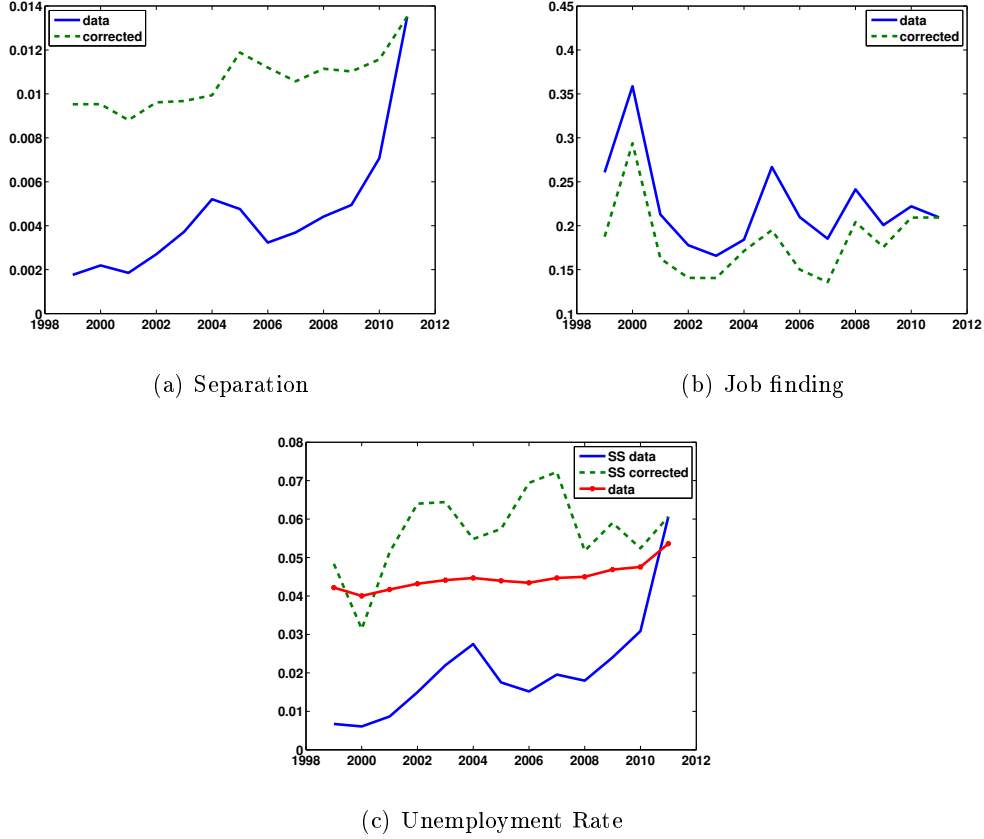 0.014
0.012
0.01
0.008
0.006
0.004
0.002
0
1998 2000 2002 2004 2006 2008 2010 2012
data
corrected
(a) Separation
0.45
0.4
0.35
0.3
0.25
0.2
0.15
0.1
1998 2000 2002 2004 2006 2008 2010 2012
data
corrected
(b) Job finding
0.08
0.07
0.06
0.05
0.04
0.03
0.02
0.01
0
1998 2000 2002 2004 2006 2008 2010 2012
SS data
SS corrected
data
(c) Unemployment Rate